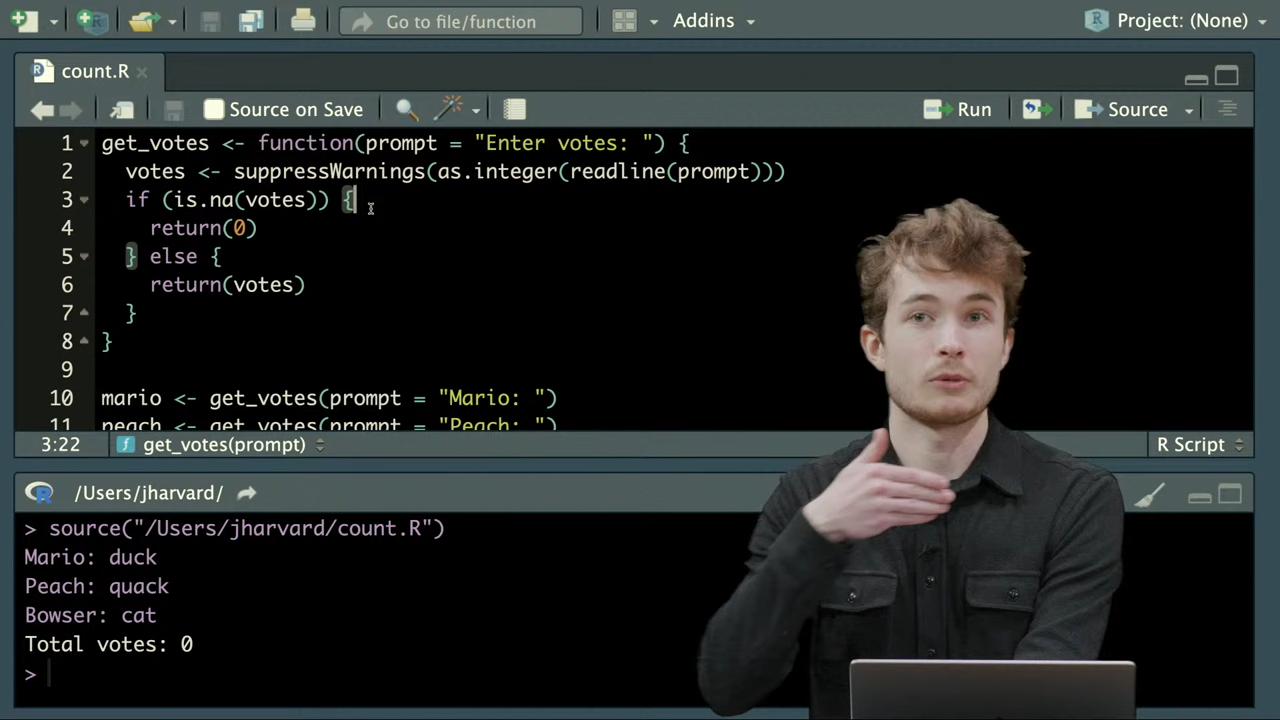 Go to file/function
Addins
Project: (None)
count.R
Source on Save
Run
Source
1 get_votes <- function(prompt = "Enter votes: ") {
2 votes <- suppressWarnings(as.integer(readline(prompt)))
3 if (is.na(votes)) {
4 return(0)
5 } else {
6 return(votes)
7 }
8 }
9
10 mario <- get_votes(prompt = "Mario: ")
11 peach <- get_votes(prompt = "Peach: ")
3:22
get_votes(prompt)
R Script
/Users/jharvard/
> source("/Users/jharvard/count.R")
Mario: duck
Peach: quack
Bowser: cat
Total votes: 0
>